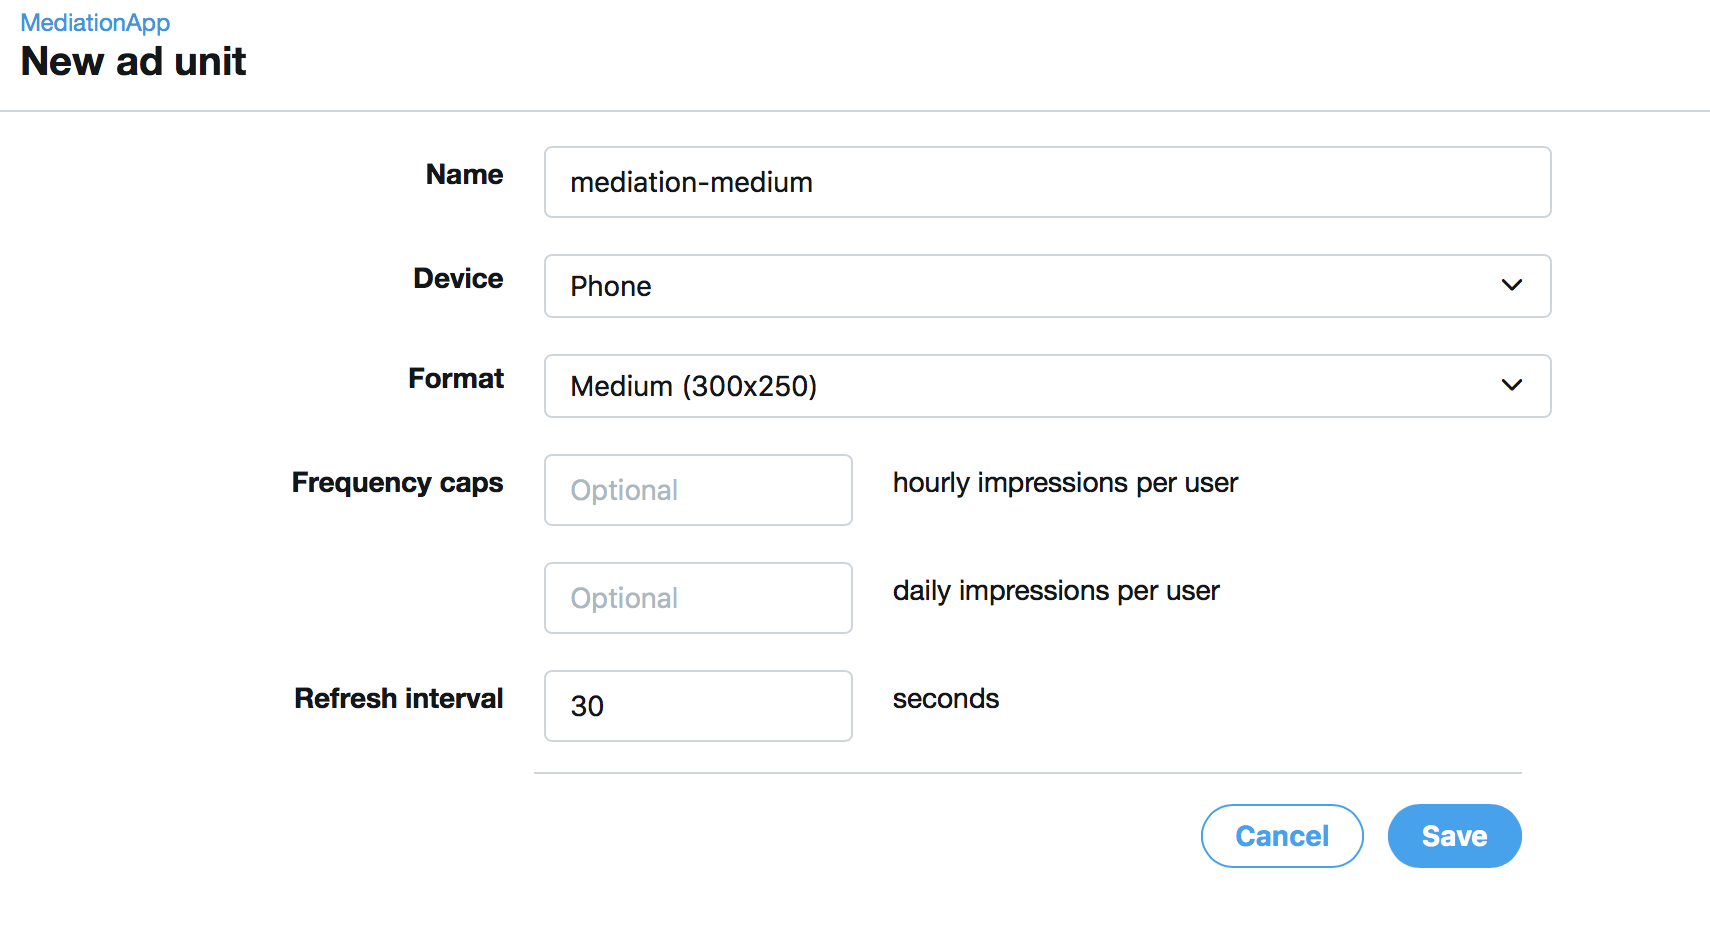 MediationApp
New ad unit
Name
mediation-medium
Device
Phone
Format
Medium (300x250)
Frequency caps
Optional
hourly impressions per user
Optional
daily impressions per user
Refresh interval
30
seconds
Cancel
Save